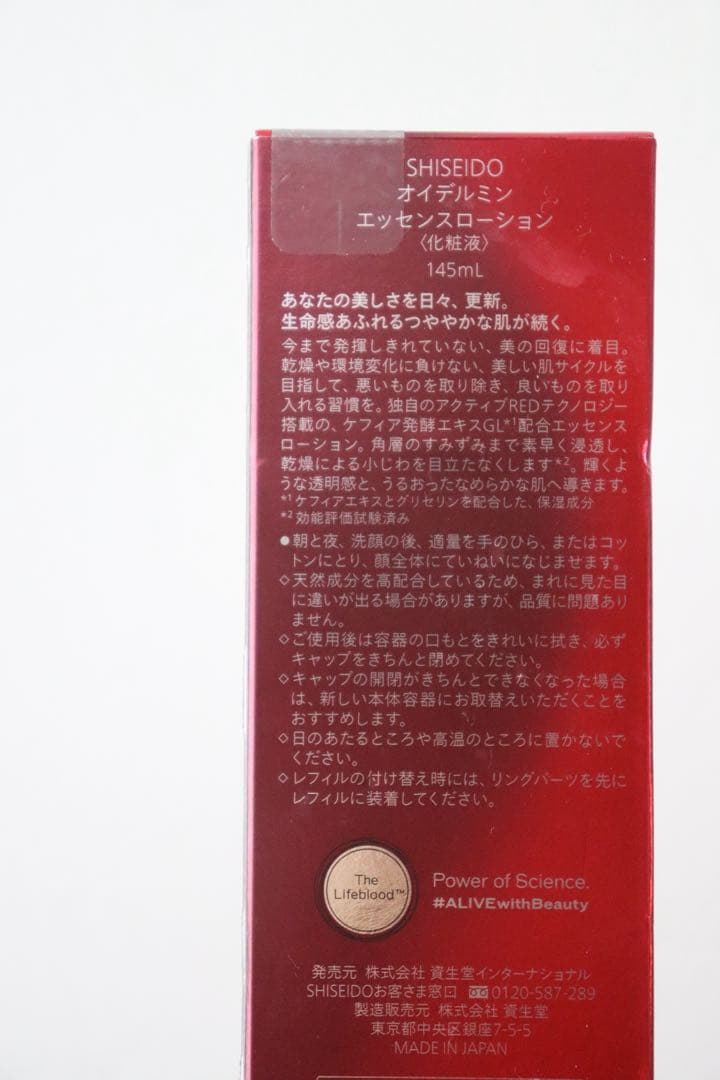 SHISEIDO
オイデルミン
エッセンスローション
〈化粧液〉
145mL
あなたの美しさを日々、更新。
生命感あふれるつややかな肌が続く。
今まで発揮しきれていない、美の回復に着目。
乾燥や環境変化に負けない、美しい肌サイクルを
目指して、悪いものを取り除き、良いものを取り
入れる習慣を。独自のアクティブREDテクノロジー
搭載の、ケフィア発酵エキスGL*1配合エッセンス
ローション。角層のすみずみまで素早く浸透し、
乾燥による小じわを目立たなくします*2。輝くよ
うな透明感と、うるおったなめらかな肌へ導きます。
*1 ケフィアエキスとグリセリンを配合した、保湿成分
*2 効能評価試験済み
●朝と夜、洗顔の後、適量を手のひら、またはコッ
トンにとり、顔全体にていねいになじませます。
◇天然成分を高配合しているため、まれに見た目
に違いが出る場合がありますが、品質に問題あり
ません。
◇ご使用後は容器の口もとをきれいに拭き、必ず
キャップをきちんと閉めてください。
◇キャップの開閉がきちんとできなくなった場合
は、新しい本体容器にお取替えいただくことを
おすすめします。
◇日のあたるところや高温のところに置かないで
ください。
◇レフィルの付け替え時には、リングパーツを先に
レフィルに装着してください。
The
Lifeblood™
Power of Science.
#ALIVEwithBeauty
発売元 株式会社 資生堂インターナショナル
SHISEIDOお客さま窓口 0120-587-289
製造販売元 株式会社 資生堂
東京都中央区銀座7-5-5
MADE IN JAPAN